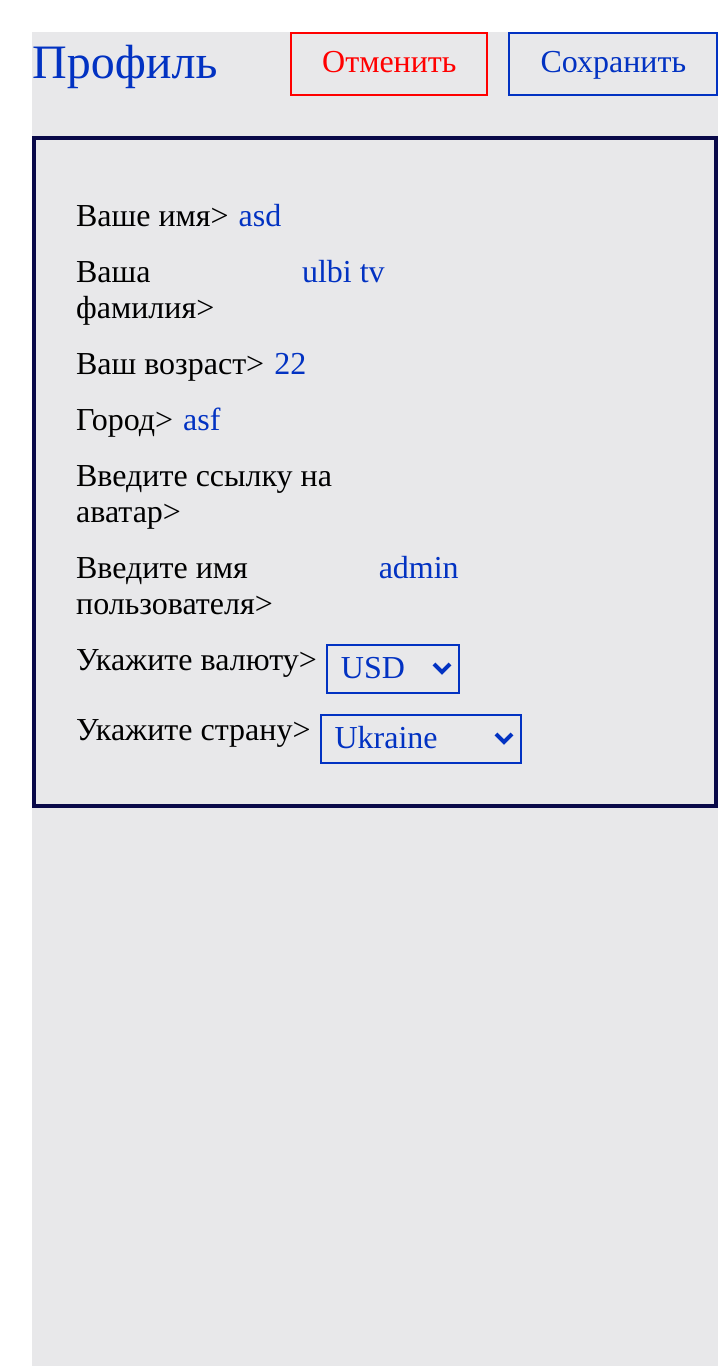 Профиль Отменить Сохранить
Ваше имя> asd
Ваша ulbi tv
фамилия>
Ваш возраст> 22
Город> asf
Введите ссылку на
аватар>
Введите имя admin
пользователя>
Укажите валюту> USD
Укажите страну> Ukraine